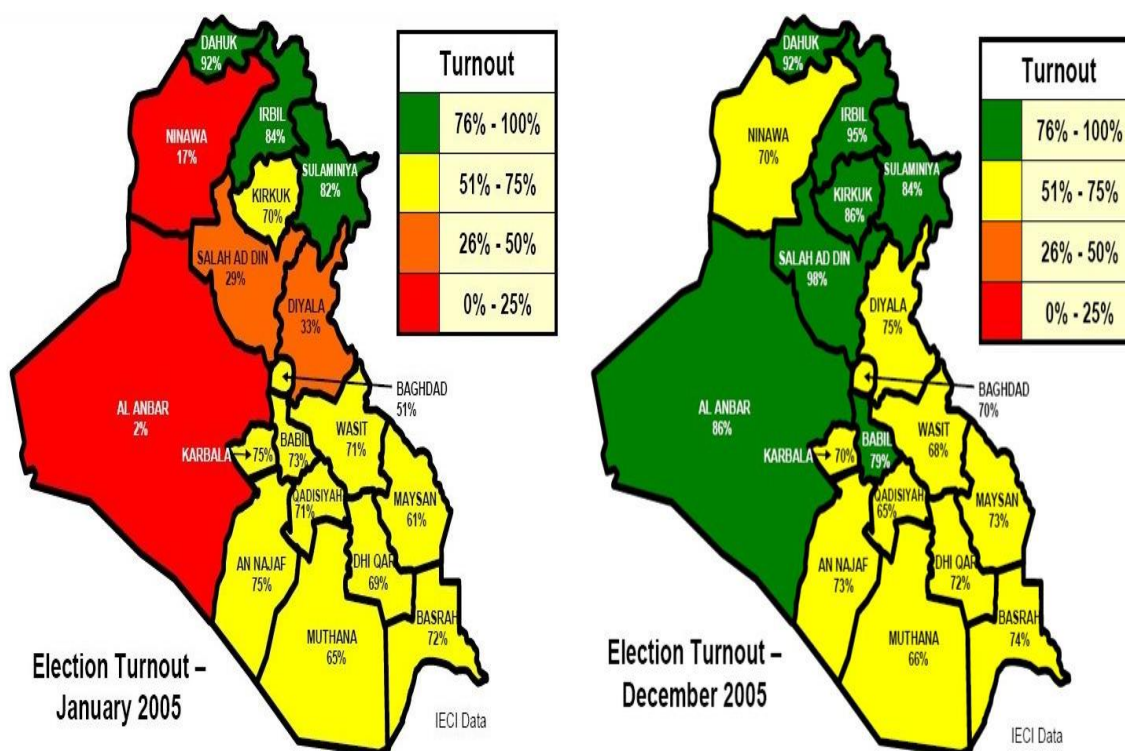 DAHUK
92%
IRBIL
84%
NINAWA
17%
SULAMINIYA
82%
KIRKUK
70%
SALAH AD DIN
29%
DIYALA
33%
BAGHDAD
51%
AL ANBAR
2%
KARBALA
75%
BABIL
73%
WASIT
71%
QADISIYAH
71%
MAYSAN
61%
AN NAJAF
75%
DHI QAR
69%
BASRAH
72%
MUTHANA
65%
Turnout
76% - 100%
51% - 75%
26% - 50%
0% - 25%
Election Turnout –
January 2005
IECI Data
DAHUK
92%
IRBIL
95%
NINAWA
70%
SULAMINIYA
84%
KIRKUK
86%
SALAH AD DIN
98%
DIYALA
75%
BAGHDAD
70%
AL ANBAR
86%
KARBALA
70%
BABIL
79%
WASIT
68%
QADISIYAH
65%
MAYSAN
73%
AN NAJAF
73%
DHI QAR
72%
BASRAH
74%
MUTHANA
66%
Turnout
76% - 100%
51% - 75%
26% - 50%
0% - 25%
Election Turnout –
December 2005
IECI Data